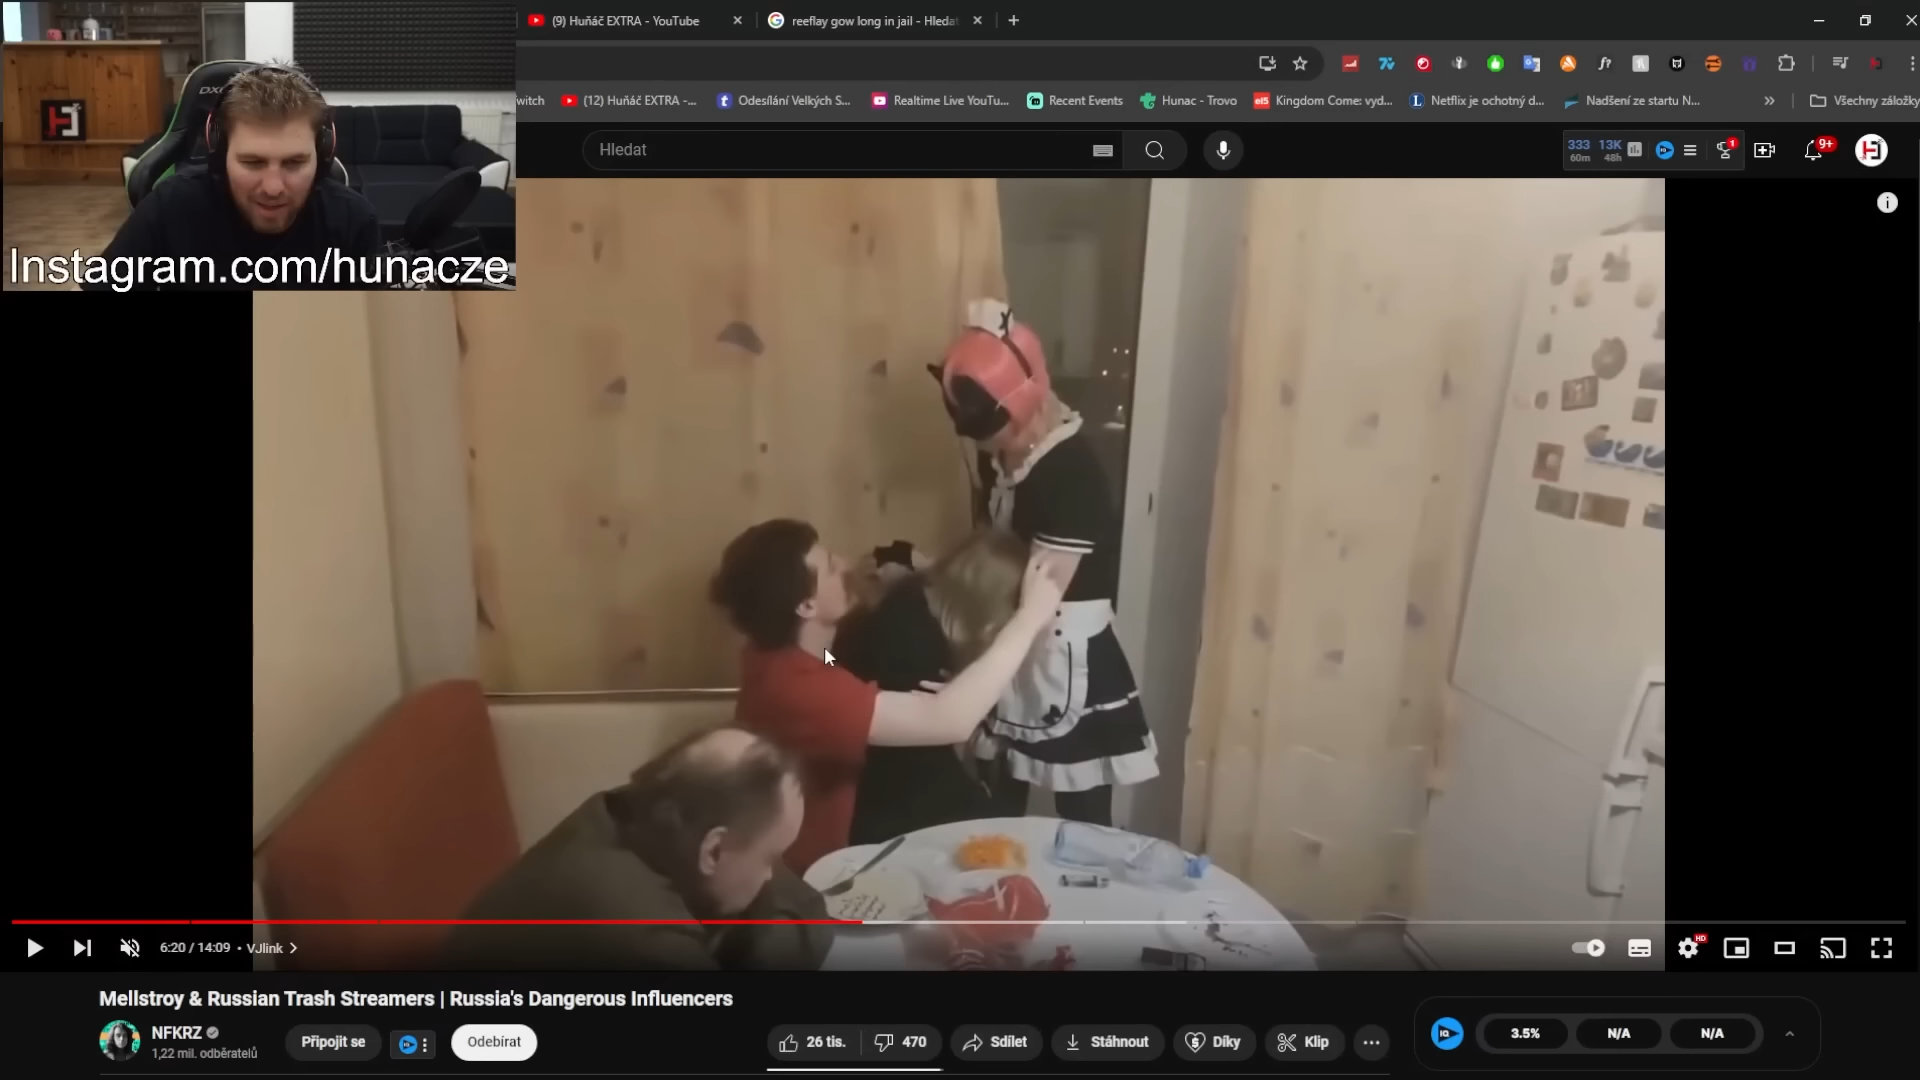 (9) Huňáč EXTRA - YouTube
reeflay gow long in jail - Hledat
witch
(12) Huňáč EXTRA -...
Odesílání Velkých S...
Realtime Live YouTu...
Recent Events
Hunac - Trovo
Kingdom Come: vyd...
Netflix je ochotný d...
Nadšení ze startu N...
Všechny záložky
Hledat
333 13K
60m 48h
1
9+
Instagram.com/hunacze
6:20 / 14:09 • VJlink
HD
Mellstroy & Russian Trash Streamers | Russia's Dangerous Influencers
NFKRZ
1,22 mil. odběratelů
Připojit se
Odebírat
26 tis.
470
Sdílet
Stáhnout
Díky
Klip
3.5%
N/A
N/A